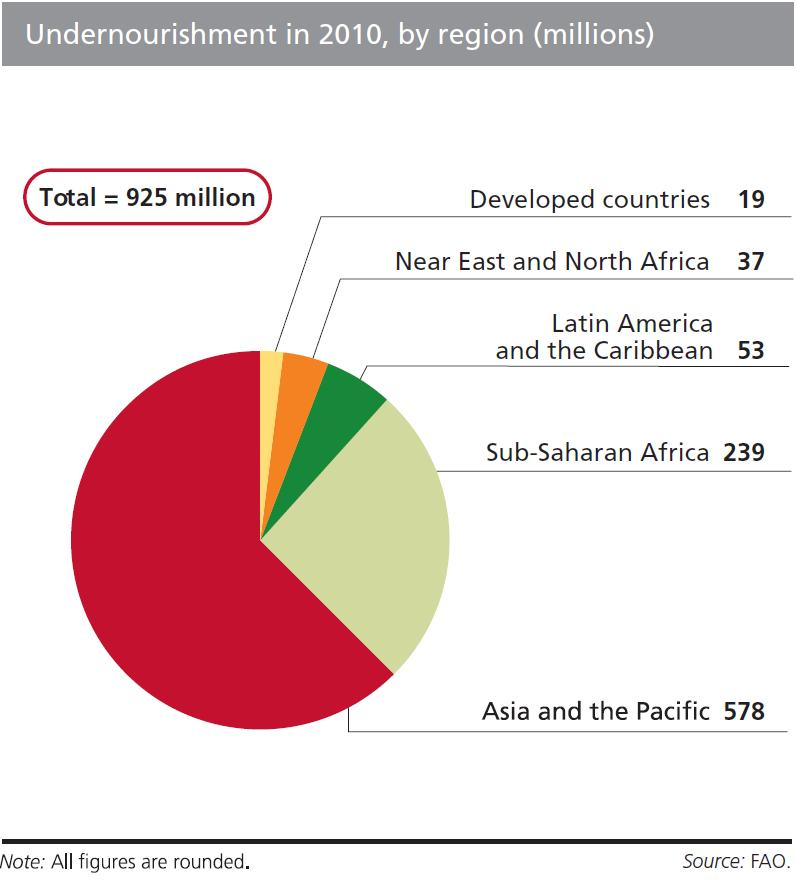 Undernourishment in 2010, by region (millions)
Total = 925 million
Developed countries 19
Near East and North Africa 37
Latin America
and the Caribbean 53
Sub-Saharan Africa 239
Asia and the Pacific 578
Note: All figures are rounded.
Source: FAO.